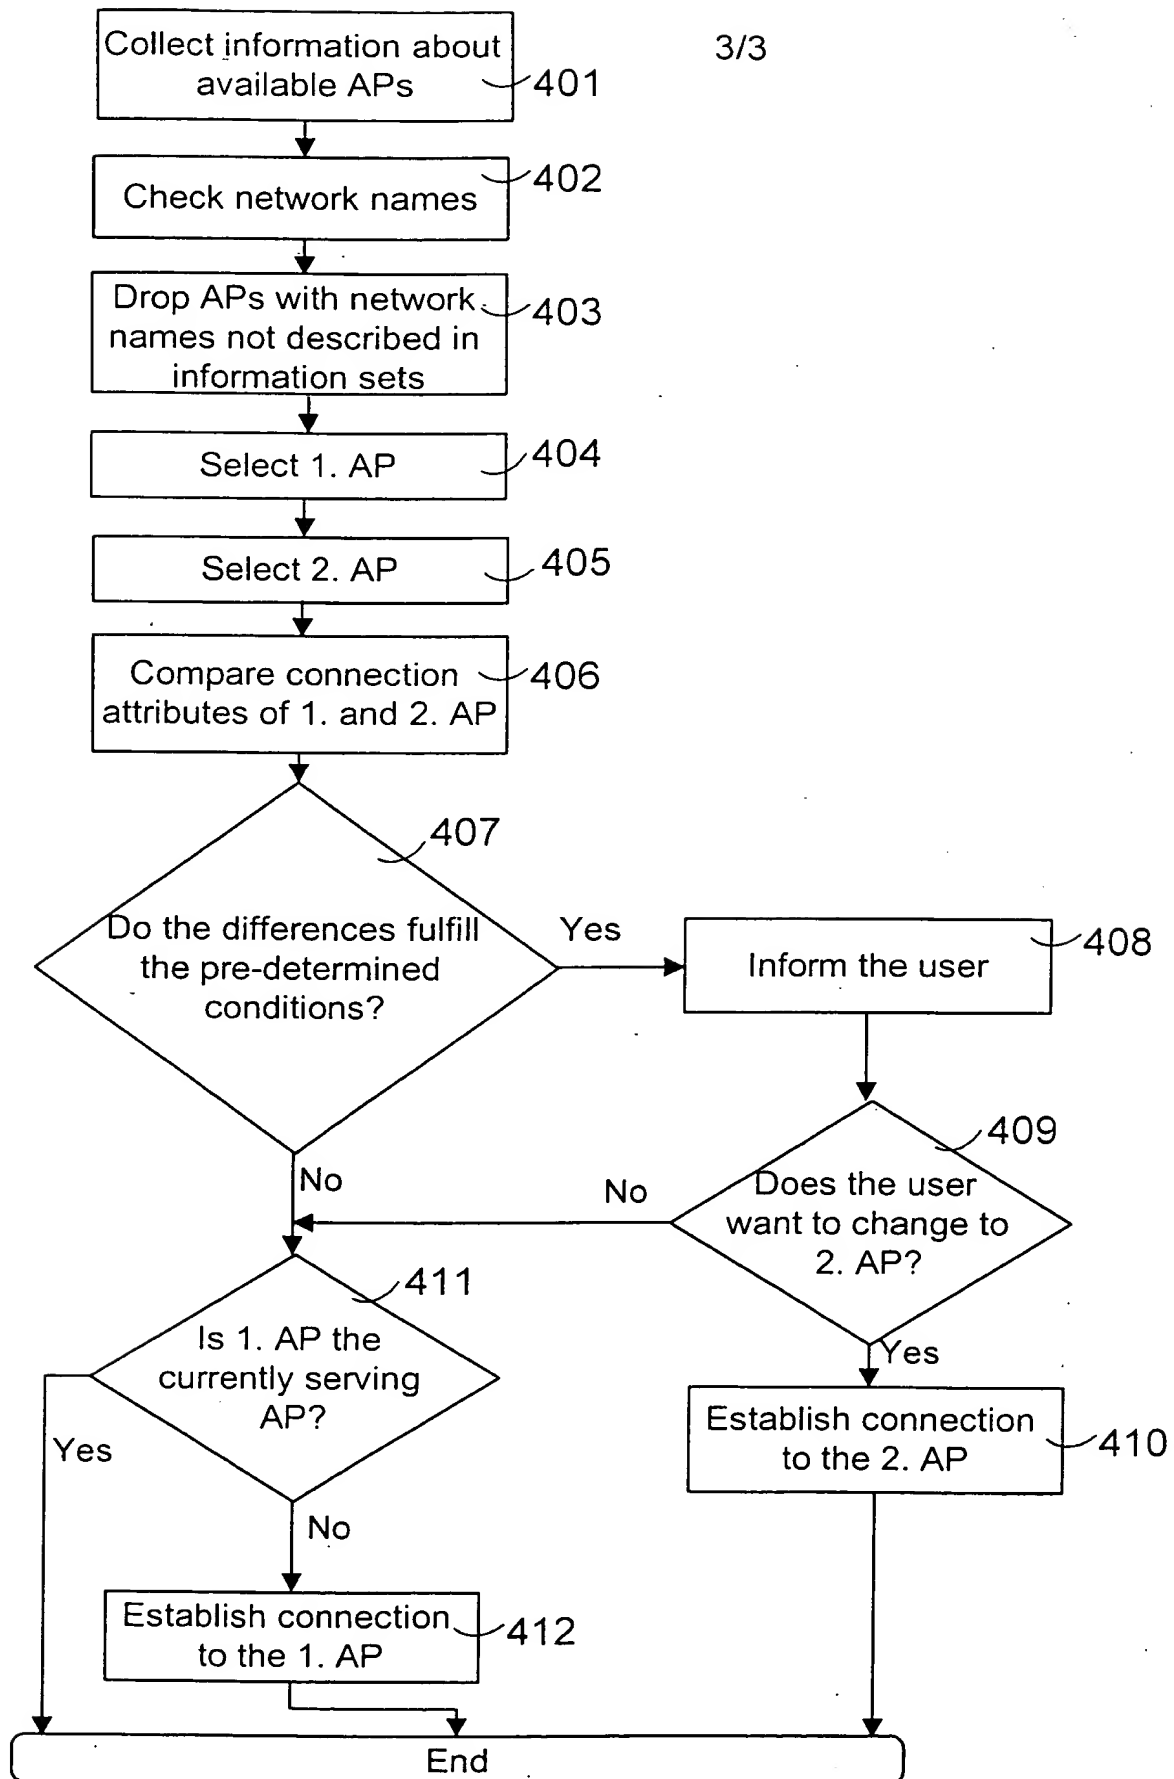 3/3
Collect information about
available APs
401
Check network names
402
Drop APs with network
names not described in
information sets
403
Select 1. AP
404
Select 2. AP
405
Compare connection
attributes of 1. and 2. AP
406
407
Do the differences fulfill
the pre-determined
conditions?
Yes
Inform the user
408
No
409
Does the user
want to change to
2. AP?
No
Yes
411
Is 1. AP the
currently serving
AP?
Yes
No
Establish connection
to the 2. AP
410
Establish connection
to the 1. AP
412
End